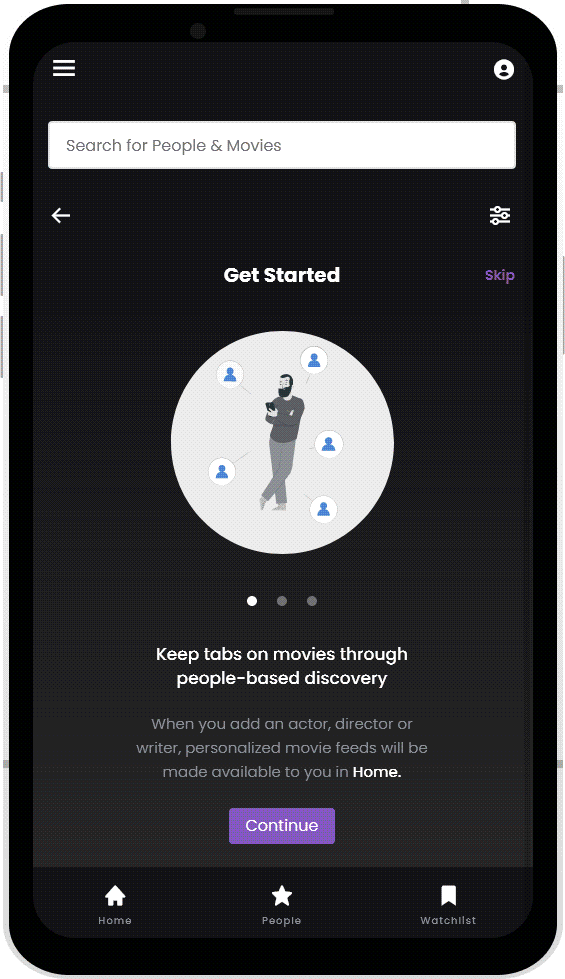 Search for People & Movies
Get Started
Skip
Keep tabs on movies through
people-based discovery
When you add an actor, director or
writer, personalized movie feeds will be
made available to you in Home.
Continue
Home
People
Watchlist